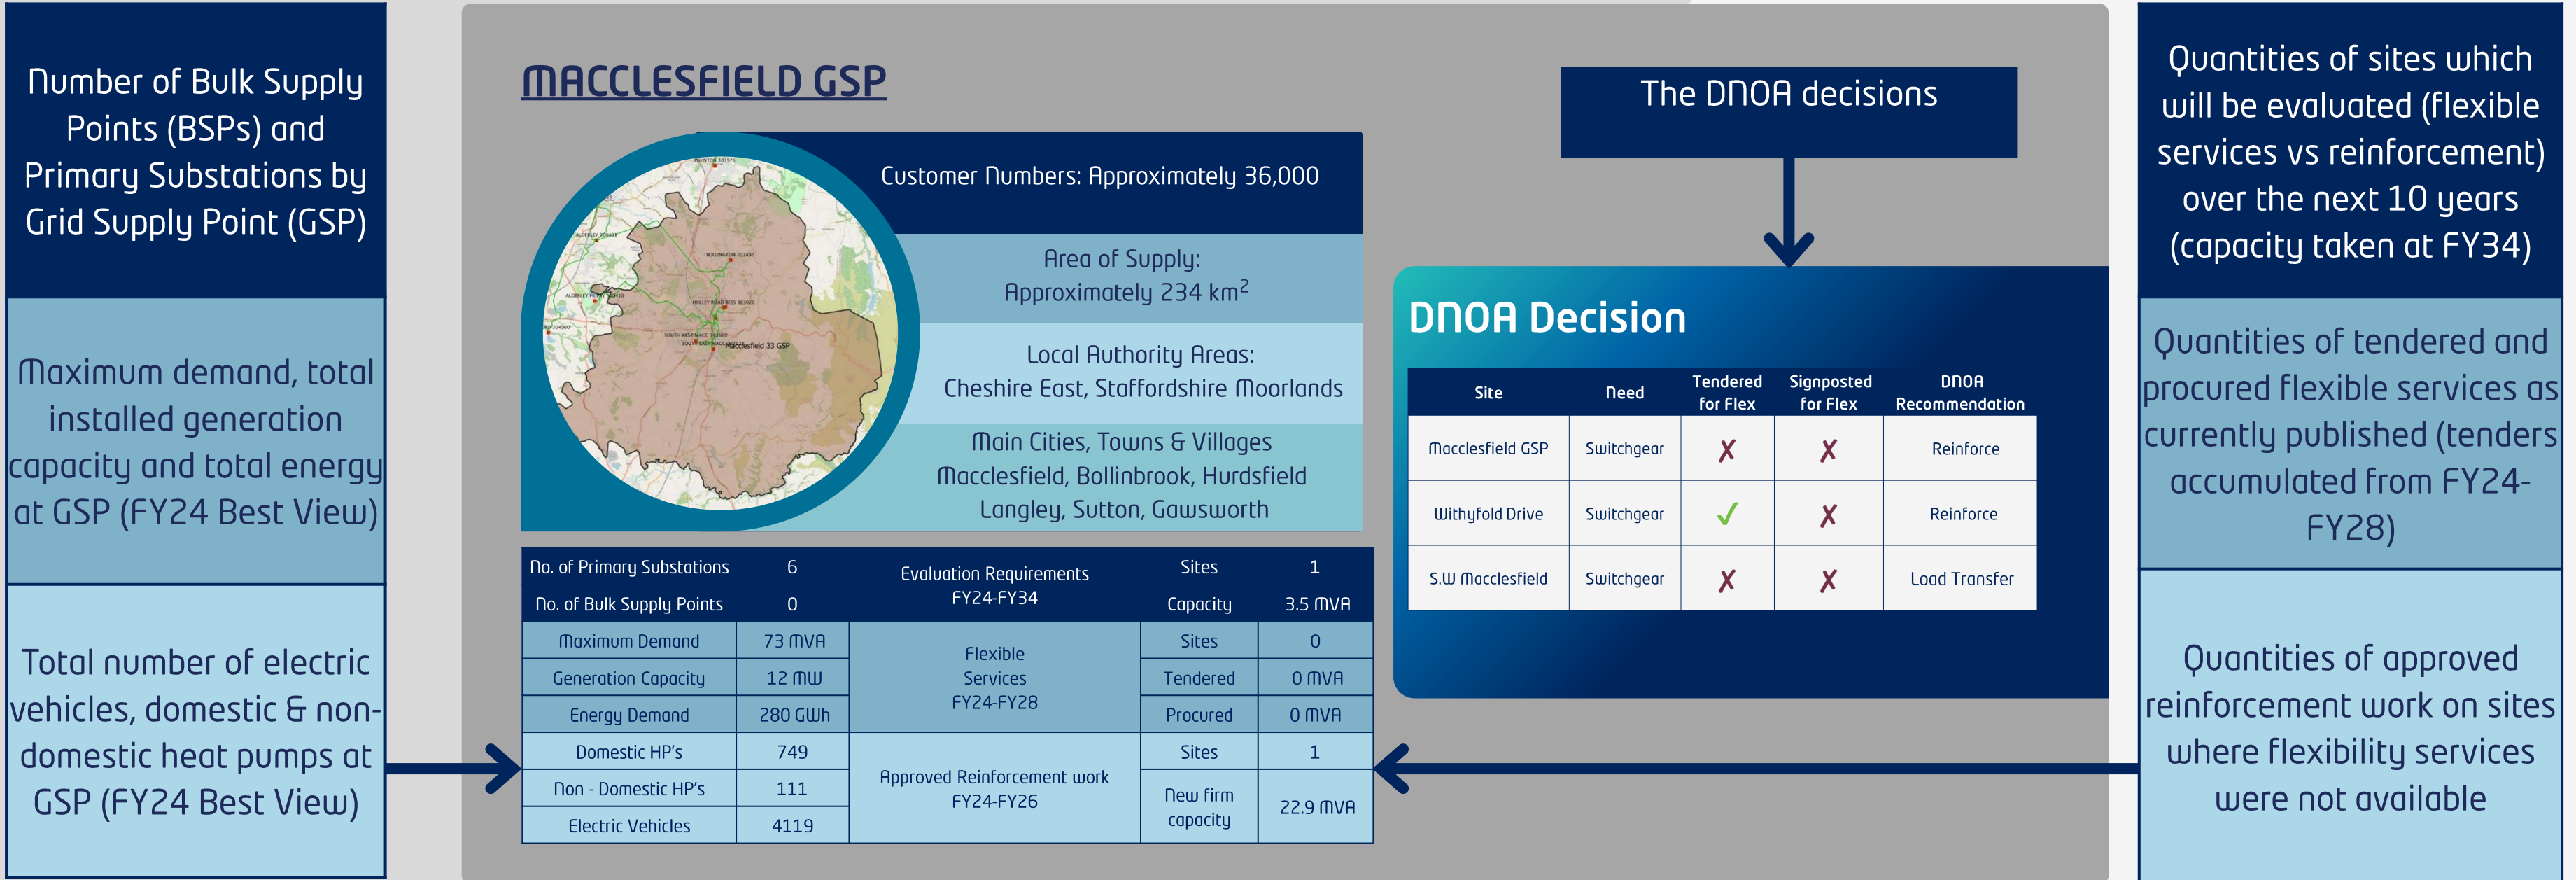 Number of Bulk Supply
Points (BSPs) and
Primary Substations by
Grid Supply Point (GSP)
Maximum demand, total
installed generation
capacity and total energy
at GSP (FY24 Best View)
Total number of electric
vehicles, domestic & non-
domestic heat pumps at
GSP (FY24 Best View)
MACCLESFIELD GSP
BOLLINGTON
Macclesfield 33 GSP
Customer Numbers: Approximately 36,000
Area of Supply:
Approximately 234 km²
Local Authority Areas:
Cheshire East, Staffordshire Moorlands
Main Cities, Towns & Villages
Macclesfield, Bollinbrook, Hurdsfield
Langley, Sutton, Gawsworth
No. of Primary Substations 6
No. of Bulk Supply Points 0
Evaluation Requirements
FY24-FY34
Sites 1
Capacity 3.5 MVA
Maximum Demand 73 MVA
Generation Capacity 12 MW
Energy Demand 280 GWh
Flexible
Services
FY24-FY28
Sites 0
Tendered 0 MVA
Procured 0 MVA
Domestic HP's 749
Non - Domestic HP's 111
Electric Vehicles 4119
Approved Reinforcement work
FY24-FY26
Sites 1
New firm
capacity 22.9 MVA
The DNOA decisions
DNOA Decision
Site Need Tendered for Flex Signposted for Flex DNOA Recommendation
Macclesfield GSP Switchgear ✗ ✗ Reinforce
Withyfold Drive Switchgear ✓ ✗ Reinforce
S.W Macclesfield Switchgear ✗ ✗ Load Transfer
Quantities of sites which
will be evaluated (flexible
services vs reinforcement)
over the next 10 years
(capacity taken at FY34)
Quantities of tendered and
procured flexible services as
currently published (tenders
accumulated from FY24-
FY28)
Quantities of approved
reinforcement work on sites
where flexibility services
were not available